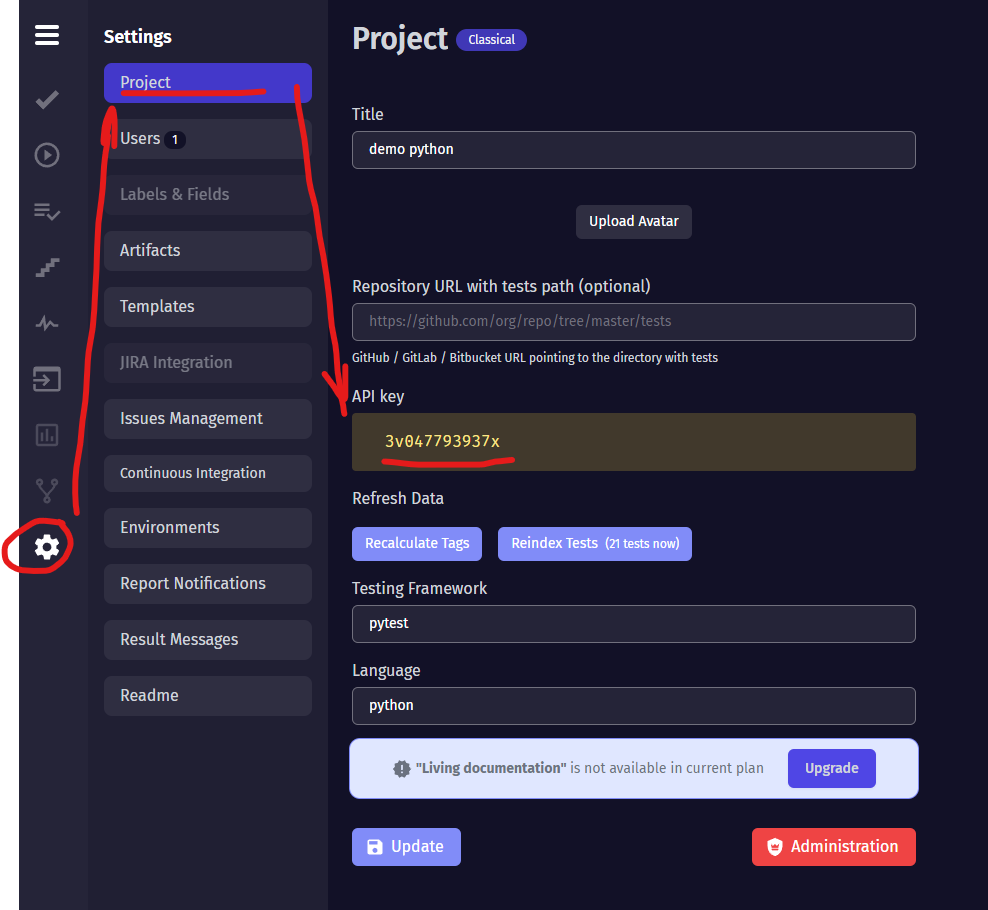 Settings
Project
Users 1
Labels & Fields
Artifacts
Templates
JIRA Integration
Issues Management
Continuous Integration
Environments
Report Notifications
Result Messages
Readme
Project Classical
Title
demo python
Upload Avatar
Repository URL with tests path (optional)
https://github.com/org/repo/tree/master/tests
GitHub / GitLab / Bitbucket URL pointing to the directory with tests
API key
3v047793937x
Refresh Data
Recalculate Tags Reindex Tests (21 tests now)
Testing Framework
pytest
Language
python
"Living documentation" is not available in current plan Upgrade
Update Administration